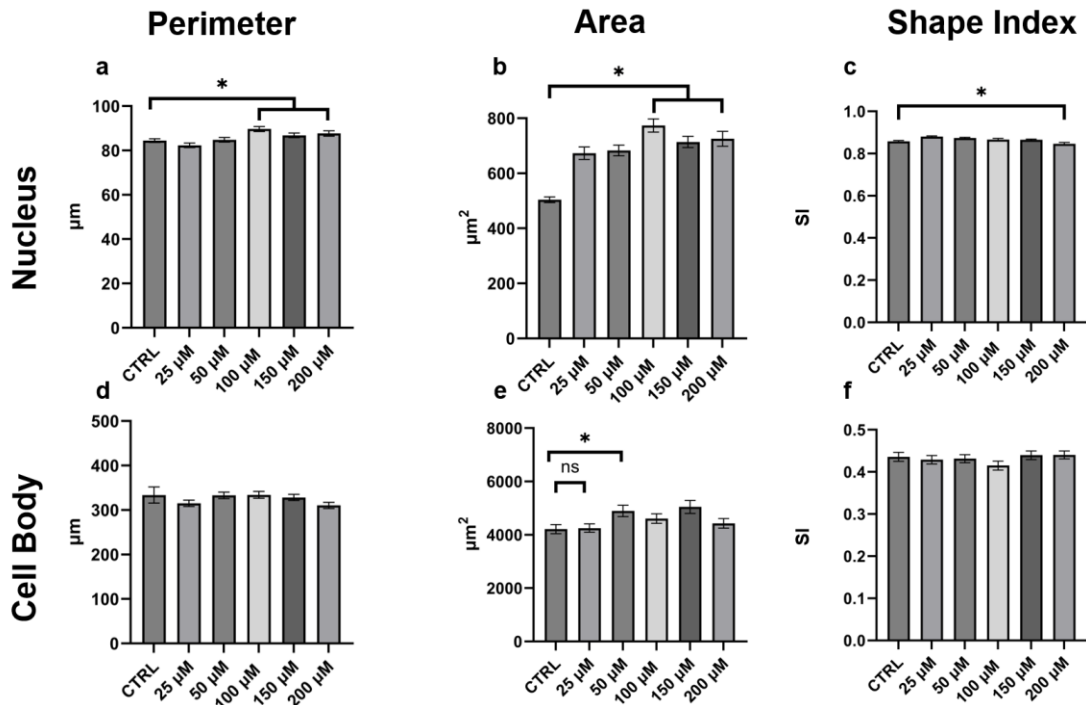 Perimeter
Area
Shape Index
Nucleus
a
*
100
80
60
40
20
0
µm
CTRL
25 µM
50 µM
100 µM
150 µM
200 µM
b
*
800
600
400
200
0
µm²
CTRL
25 µM
50 µM
100 µM
150 µM
200 µM
c
*
1.0
0.8
0.6
0.4
0.2
0.0
SI
CTRL
25 µM
50 µM
100 µM
150 µM
200 µM
Cell Body
d
500
400
300
200
100
0
µm
CTRL
25 µM
50 µM
100 µM
150 µM
200 µM
e
*
ns
8000
6000
4000
2000
0
µm²
CTRL
25 µM
50 µM
100 µM
150 µM
200 µM
f
0.5
0.4
0.3
0.2
0.1
0.0
SI
CTRL
25 µM
50 µM
100 µM
150 µM
200 µM